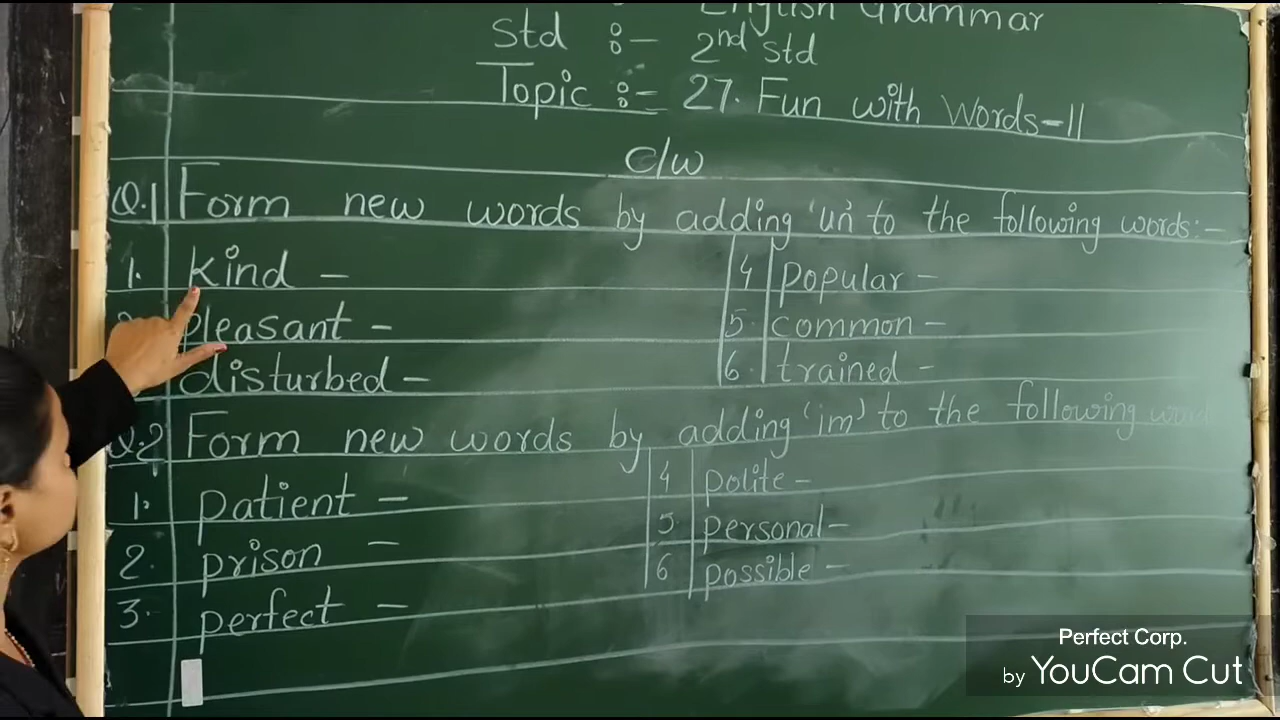 English Grammar
Std :- 2nd std
Topic :- 27. Fun with Words-II
c/w
Q.1 Form new words by adding 'un' to the following words:-
1. kind -
4 popular -
pleasant -
5. common -
disturbed -
6. trained -
Q.2 Form new words by adding 'im' to the following
1. patient -
4 polite -
2. prison -
5 personal -
3. perfect -
6 possible -
Perfect Corp.
by YouCam Cut